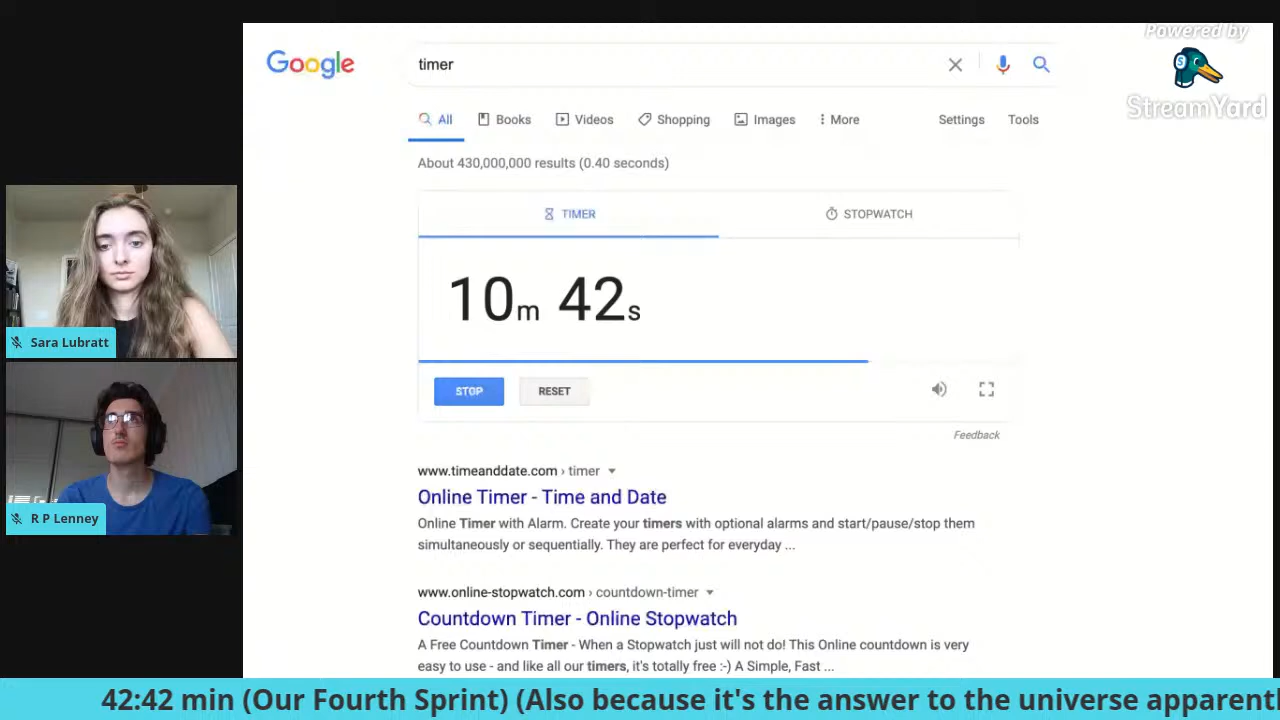 Powered by
StreamYard
Google
timer
All
Books
Videos
Shopping
Images
More
Settings
Tools
About 430,000,000 results (0.40 seconds)
TIMER
STOPWATCH
10m 42s
STOP
RESET
Feedback
www.timeanddate.com › timer
Online Timer - Time and Date
Online Timer with Alarm. Create your timers with optional alarms and start/pause/stop them
simultaneously or sequentially. They are perfect for everyday ...
www.online-stopwatch.com › countdown-timer
Countdown Timer - Online Stopwatch
A Free Countdown Timer - When a Stopwatch just will not do! This Online countdown is very
easy to use - and like all our timers, it's totally free :-) A Simple, Fast ...
Sara Lubratt
R P Lenney
42:42 min (Our Fourth Sprint) (Also because it's the answer to the universe apparent